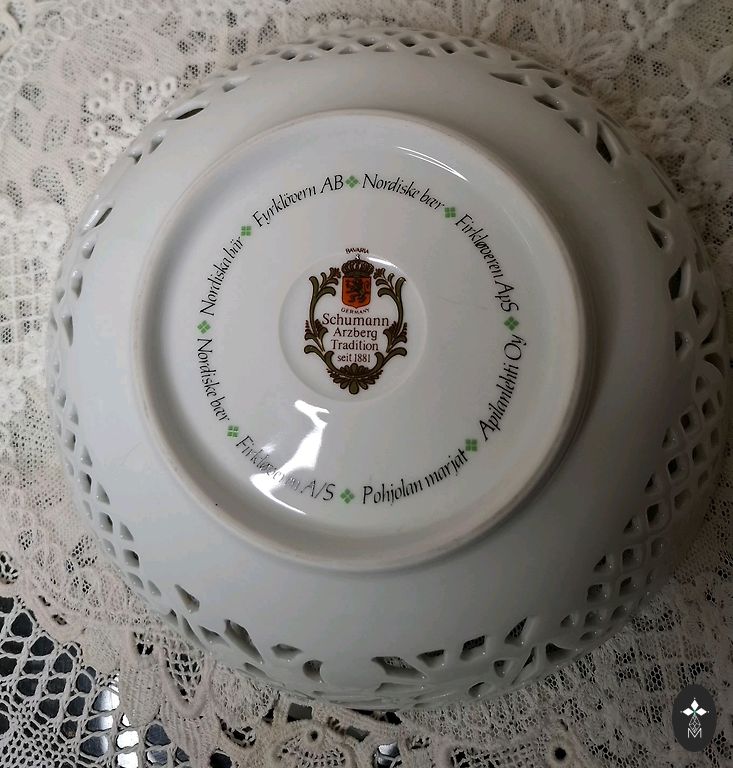 BAVARIA
GERMANY
Schumann
Arzberg
Tradition
seit 1881
Fyrklövern AB
Nordiske bær
Firkløveren ApS
Apilanlehti Oy
Pohjolan marjat
Firkløveren A/S
Nordiske bær
Nordiska bär
M